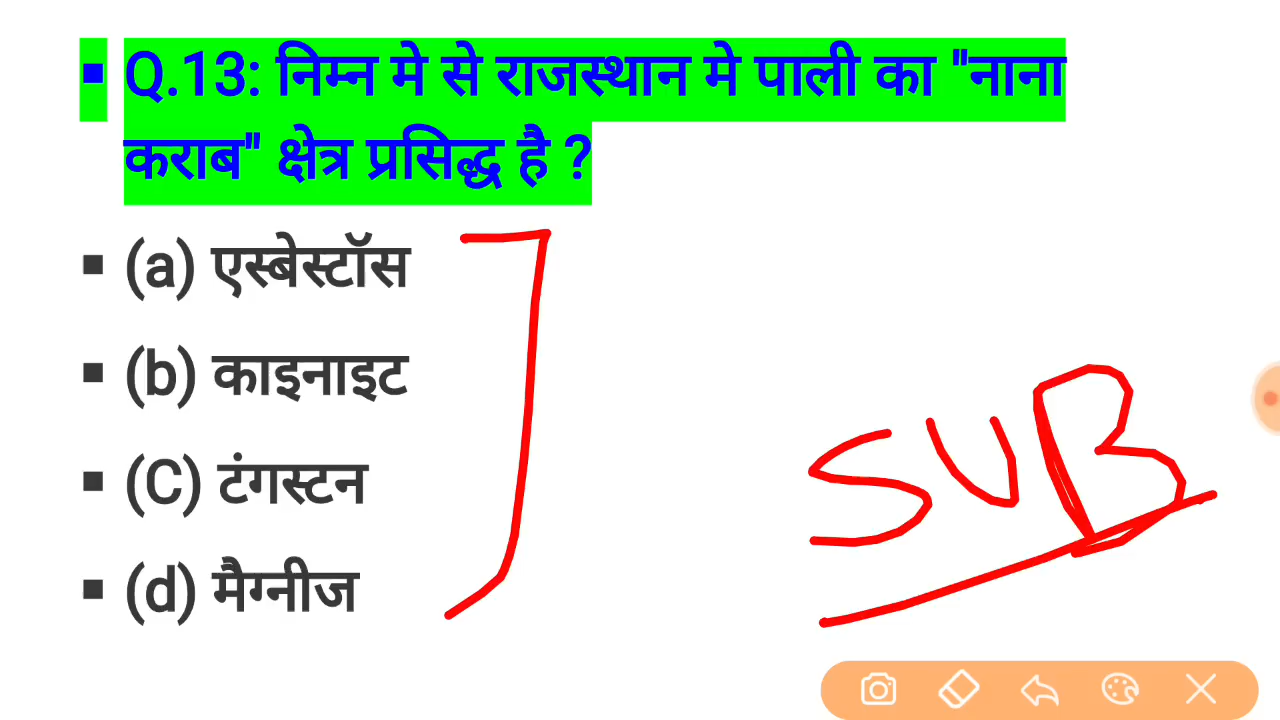 ▪ Q.13: निम्न मे से राजस्थान मे पाली का "नाना
कराब" क्षेत्र प्रसिद्ध है ?
▪ (a) एस्बेस्टॉस
▪ (b) काइनाइट
▪ (C) टंगस्टन
▪ (d) मैग्नीज
SUB